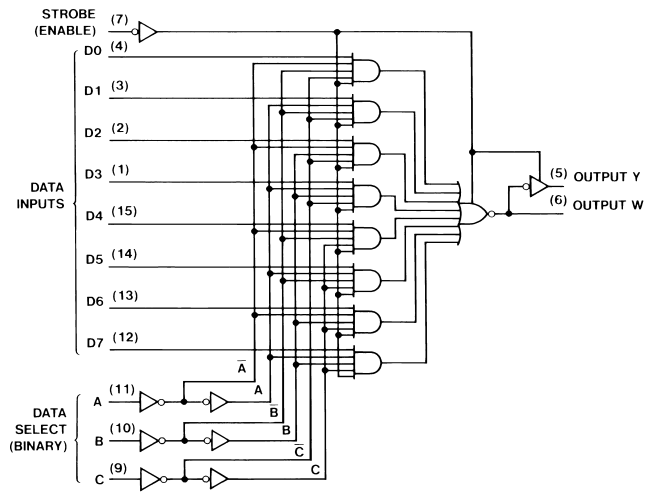 STROBE (7)
(ENABLE)
D0 (4)
D1 (3)
D2 (2)
D3 (1)
DATA
INPUTS
D4 (15)
D5 (14)
D6 (13)
D7 (12)
(5) OUTPUT Y
(6) OUTPUT W
A̅
A (11)
A
B̅
DATA
SELECT
(BINARY)
B (10)
B
C̅
C (9)
C